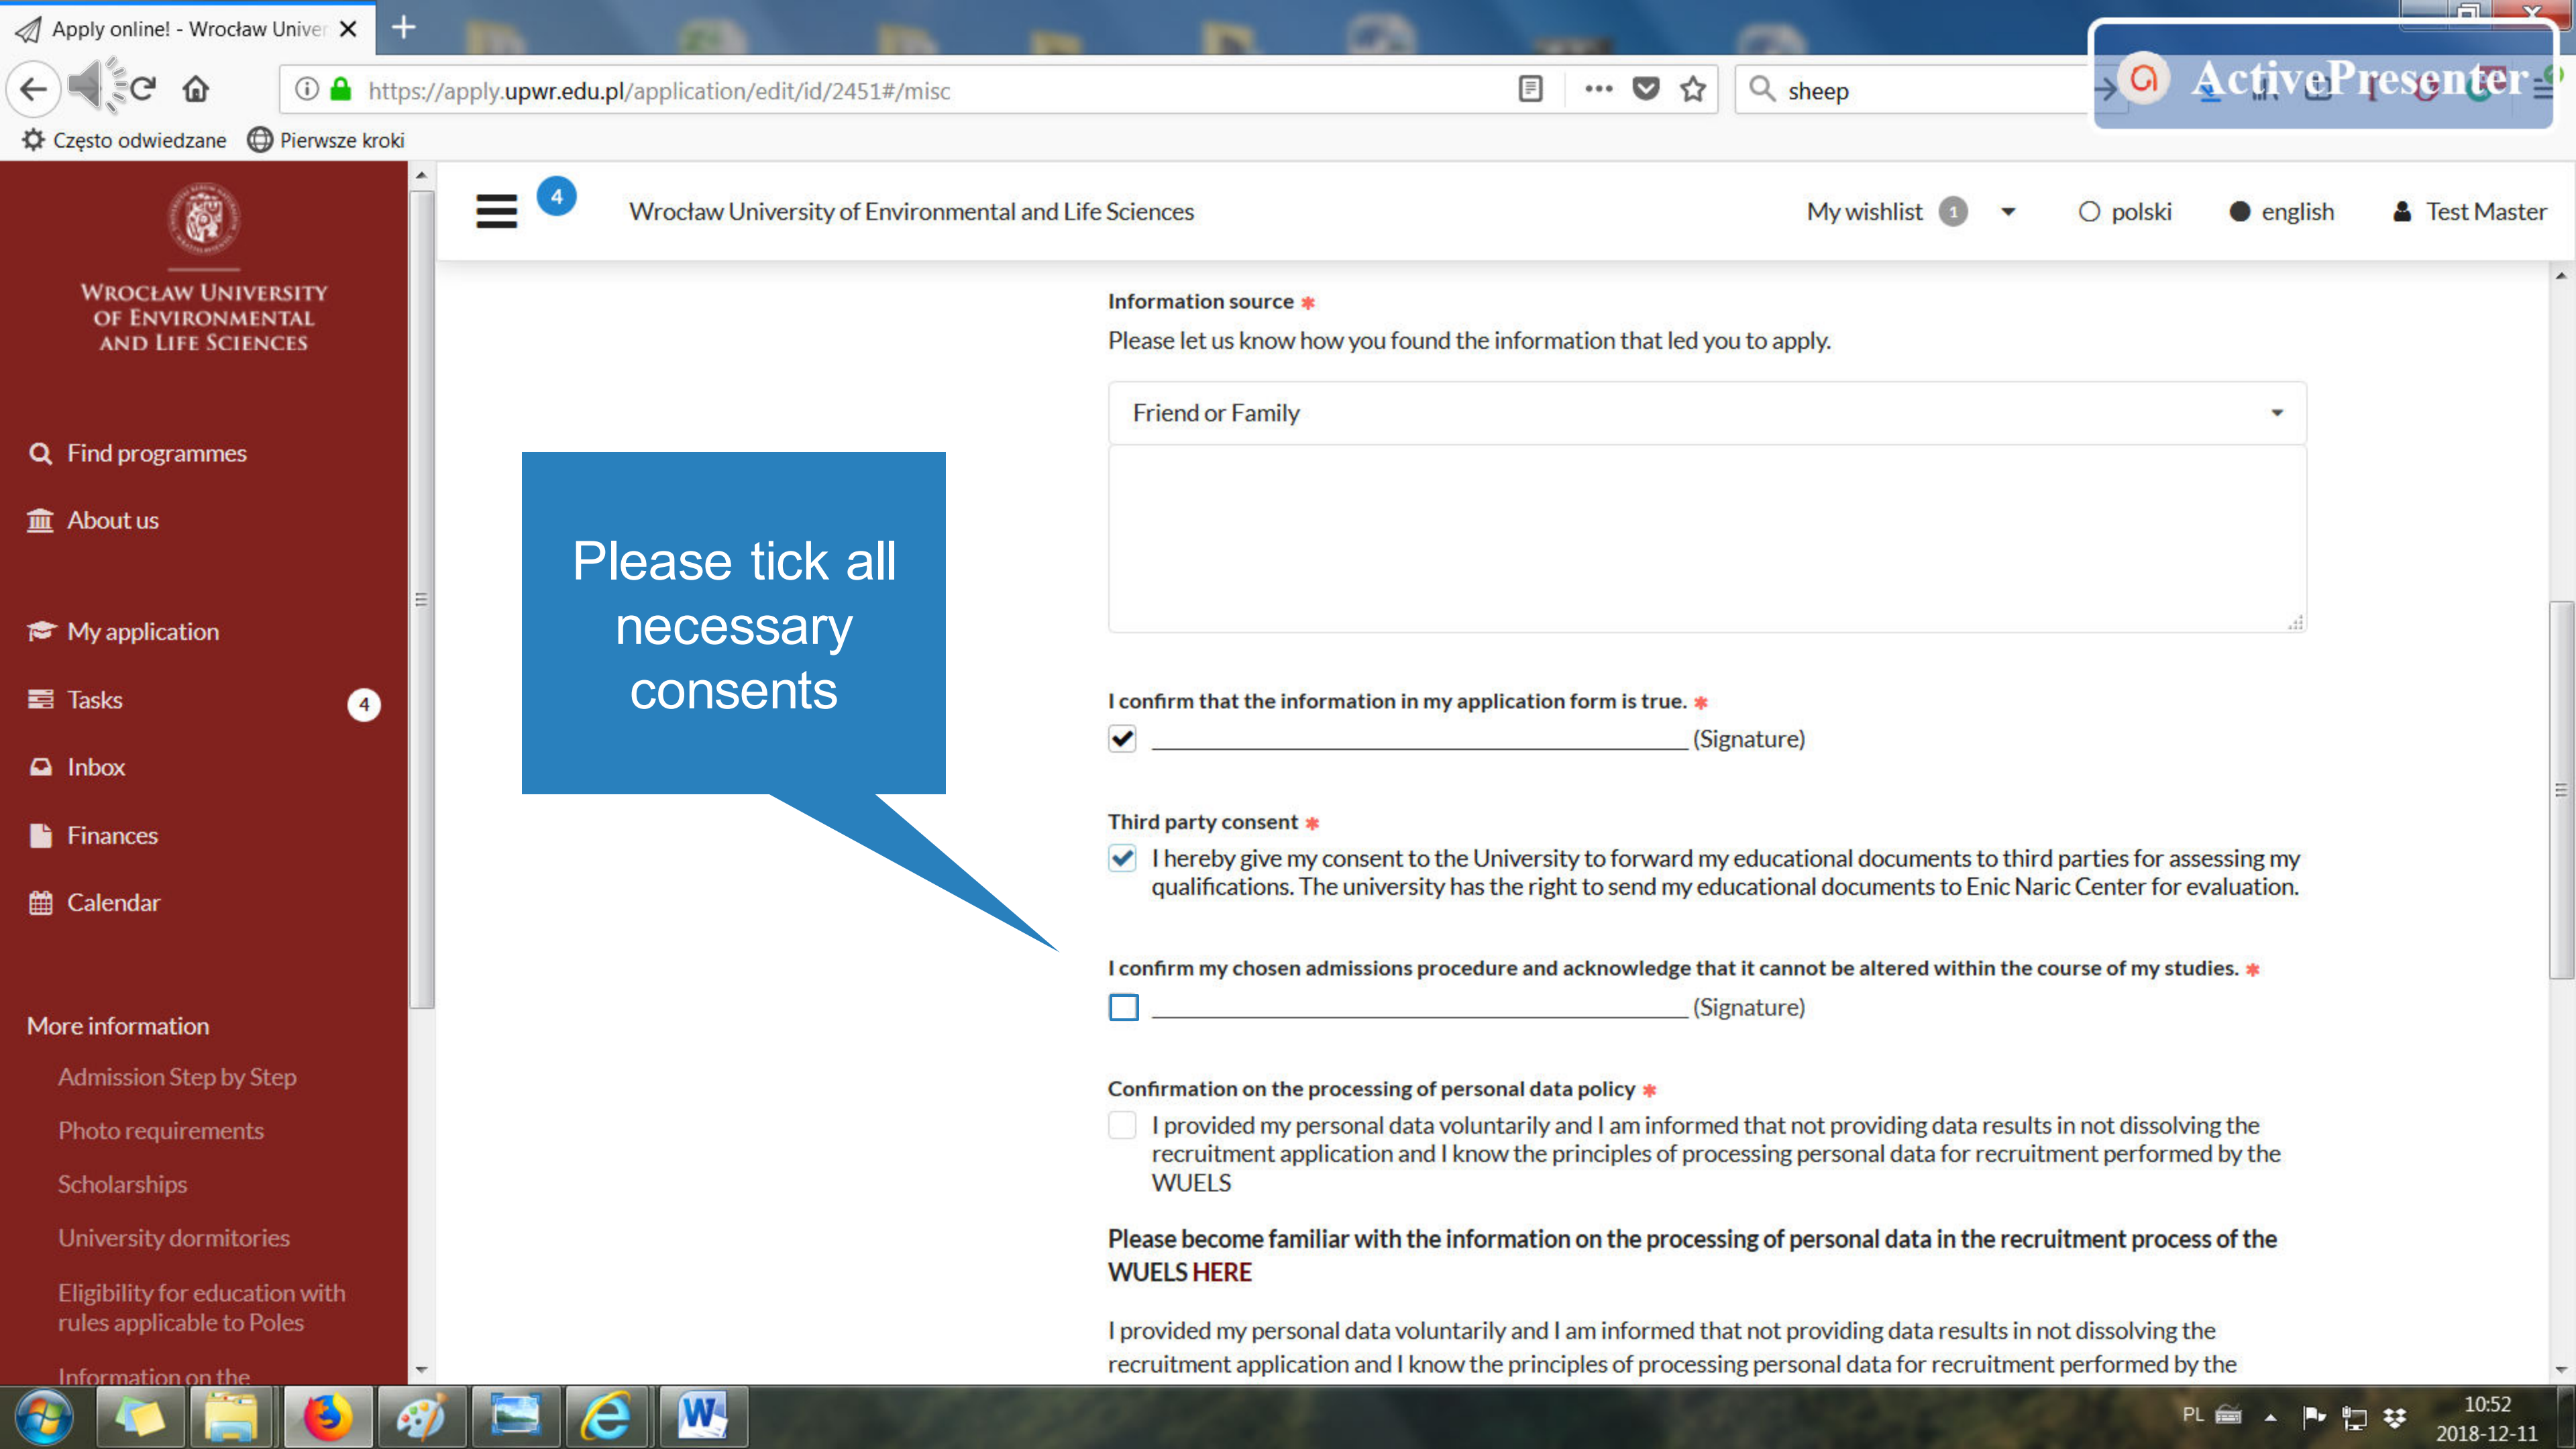 Apply online! - Wrocław Univer
https://apply.upwr.edu.pl/application/edit/id/2451#/misc
sheep
ActivePresenter
Często odwiedzane
Pierwsze kroki
WROCŁAW UNIVERSITY
OF ENVIRONMENTAL
AND LIFE SCIENCES
Find programmes
About us
My application
Tasks
4
Inbox
Finances
Calendar
More information
Admission Step by Step
Photo requirements
Scholarships
University dormitories
Eligibility for education with
rules applicable to Poles
Information on the
4
Wrocław University of Environmental and Life Sciences
My wishlist 1
polski
english
Test Master
Please tick all
necessary
consents
Information source *
Please let us know how you found the information that led you to apply.
Friend or Family
I confirm that the information in my application form is true. *
(Signature)
Third party consent *
I hereby give my consent to the University to forward my educational documents to third parties for assessing my
qualifications. The university has the right to send my educational documents to Enic Naric Center for evaluation.
I confirm my chosen admissions procedure and acknowledge that it cannot be altered within the course of my studies. *
(Signature)
Confirmation on the processing of personal data policy *
I provided my personal data voluntarily and I am informed that not providing data results in not dissolving the
recruitment application and I know the principles of processing personal data for recruitment performed by the
WUELS
Please become familiar with the information on the processing of personal data in the recruitment process of the
WUELS HERE
I provided my personal data voluntarily and I am informed that not providing data results in not dissolving the
recruitment application and I know the principles of processing personal data for recruitment performed by the
PL
10:52
2018-12-11